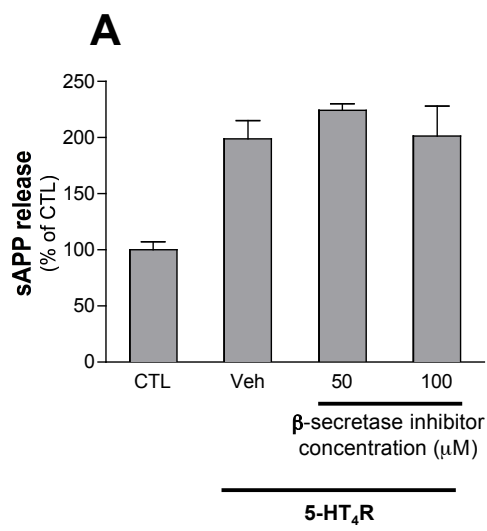 A
250
200
150
100
50
0
sAPP release
(% of CTL)
CTL Veh 50 100
β-secretase inhibitor
concentration (μM)
5-HT₄R